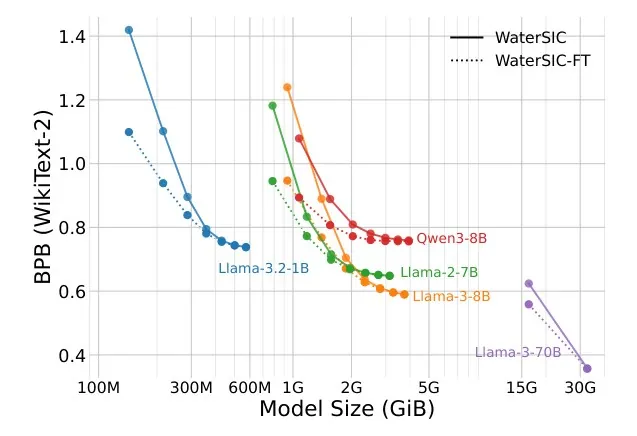 1.4
1.2
1.0
0.8
0.6
0.4
BPB (WikiText-2)
WaterSIC
WaterSIC-FT
Qwen3-8B
Llama-3.2-1B
Llama-2-7B
Llama-3-8B
Llama-3-70B
100M 300M 600M 1G 2G 5G 15G 30G
Model Size (GiB)